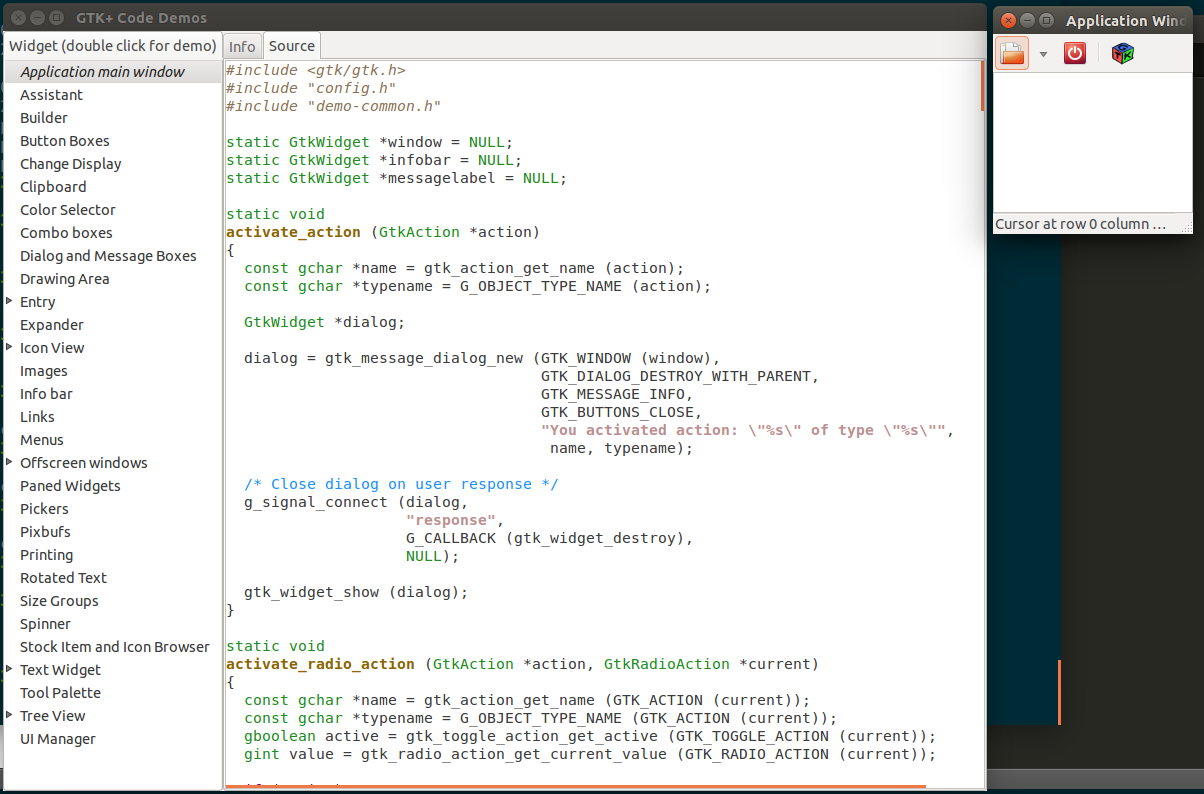 GTK+ Code Demos
Widget (double click for demo)
Info
Source
Application main window
Assistant
Builder
Button Boxes
Change Display
Clipboard
Color Selector
Combo boxes
Dialog and Message Boxes
Drawing Area
Entry
Expander
Icon View
Images
Info bar
Links
Menus
Offscreen windows
Paned Widgets
Pickers
Pixbufs
Printing
Rotated Text
Size Groups
Spinner
Stock Item and Icon Browser
Text Widget
Tool Palette
Tree View
UI Manager
#include <gtk/gtk.h>
#include "config.h"
#include "demo-common.h"
static GtkWidget *window = NULL;
static GtkWidget *infobar = NULL;
static GtkWidget *messagelabel = NULL;
static void
activate_action (GtkAction *action)
{
const gchar *name = gtk_action_get_name (action);
const gchar *typename = G_OBJECT_TYPE_NAME (action);
GtkWidget *dialog;
dialog = gtk_message_dialog_new (GTK_WINDOW (window),
GTK_DIALOG_DESTROY_WITH_PARENT,
GTK_MESSAGE_INFO,
GTK_BUTTONS_CLOSE,
"You activated action: \"%s\" of type \"%s\"",
name, typename);
/* Close dialog on user response */
g_signal_connect (dialog,
"response",
G_CALLBACK (gtk_widget_destroy),
NULL);
gtk_widget_show (dialog);
}
static void
activate_radio_action (GtkAction *action, GtkRadioAction *current)
{
const gchar *name = gtk_action_get_name (GTK_ACTION (current));
const gchar *typename = G_OBJECT_TYPE_NAME (GTK_ACTION (current));
gboolean active = gtk_toggle_action_get_active (GTK_TOGGLE_ACTION (current));
gint value = gtk_radio_action_get_current_value (GTK_RADIO_ACTION (current));
Application Win
GTK
Cursor at row 0 column ...